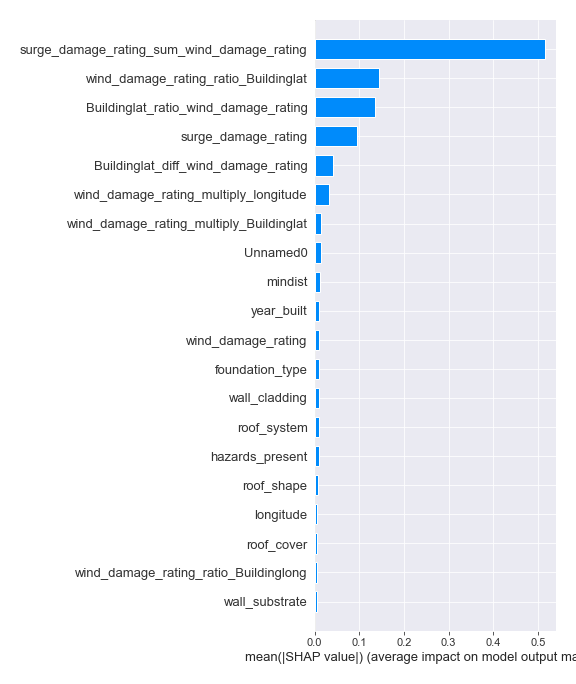 surge_damage_rating_sum_wind_damage_rating
wind_damage_rating_ratio_Buildinglat
Buildinglat_ratio_wind_damage_rating
surge_damage_rating
Buildinglat_diff_wind_damage_rating
wind_damage_rating_multiply_longitude
wind_damage_rating_multiply_Buildinglat
Unnamed0
mindist
year_built
wind_damage_rating
foundation_type
wall_cladding
roof_system
hazards_present
roof_shape
longitude
roof_cover
wind_damage_rating_ratio_Buildinglong
wall_substrate
0.0 0.1 0.2 0.3 0.4 0.5
mean(|SHAP value|) (average impact on model output ma